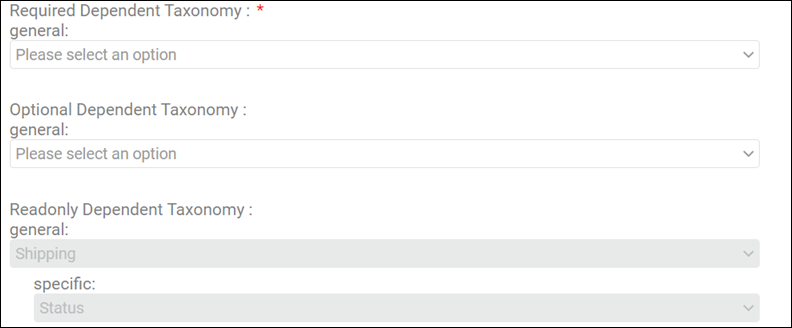 Required Dependent Taxonomy : *
general:
Please select an option
Optional Dependent Taxonomy :
general:
Please select an option
Readonly Dependent Taxonomy :
general:
Shipping
specific:
Status